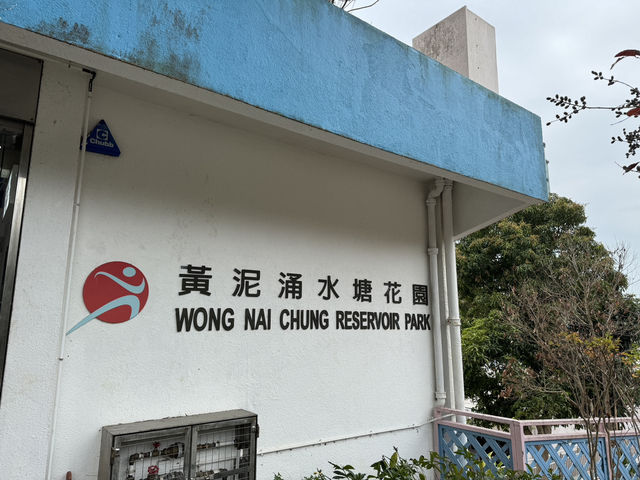 C
Chubb
黃泥涌水塘花園
WONG NAI CHUNG RESERVOIR PARK